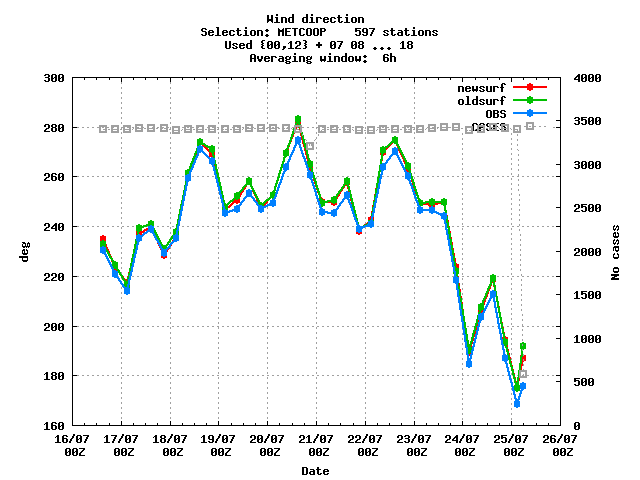 Wind direction
Selection: METCOOP    597 stations
Used {00,12} + 07 08 ... 18
Averaging window:  6h
newsurf
oldsurf
OBS
CASES
300
280
260
240
220
200
180
160
deg
4000
3500
3000
2500
2000
1500
1000
500
0
No cases
16/07 17/07 18/07 19/07 20/07 21/07 22/07 23/07 24/07 25/07 26/07
00Z 00Z 00Z 00Z 00Z 00Z 00Z 00Z 00Z 00Z 00Z
Date